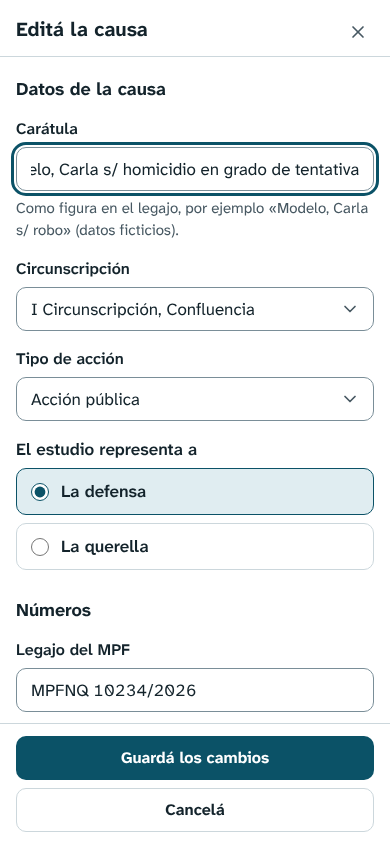 Editá la causa
Datos de la causa
Carátula
elo, Carla s/ homicidio en grado de tentativa
Como figura en el legajo, por ejemplo «Modelo, Carla
s/ robo» (datos ficticios).
Circunscripción
I Circunscripción, Confluencia
Tipo de acción
Acción pública
El estudio representa a
La defensa
La querella
Números
Legajo del MPF
MPFNQ 10234/2026
Guardá los cambios
Cancelá